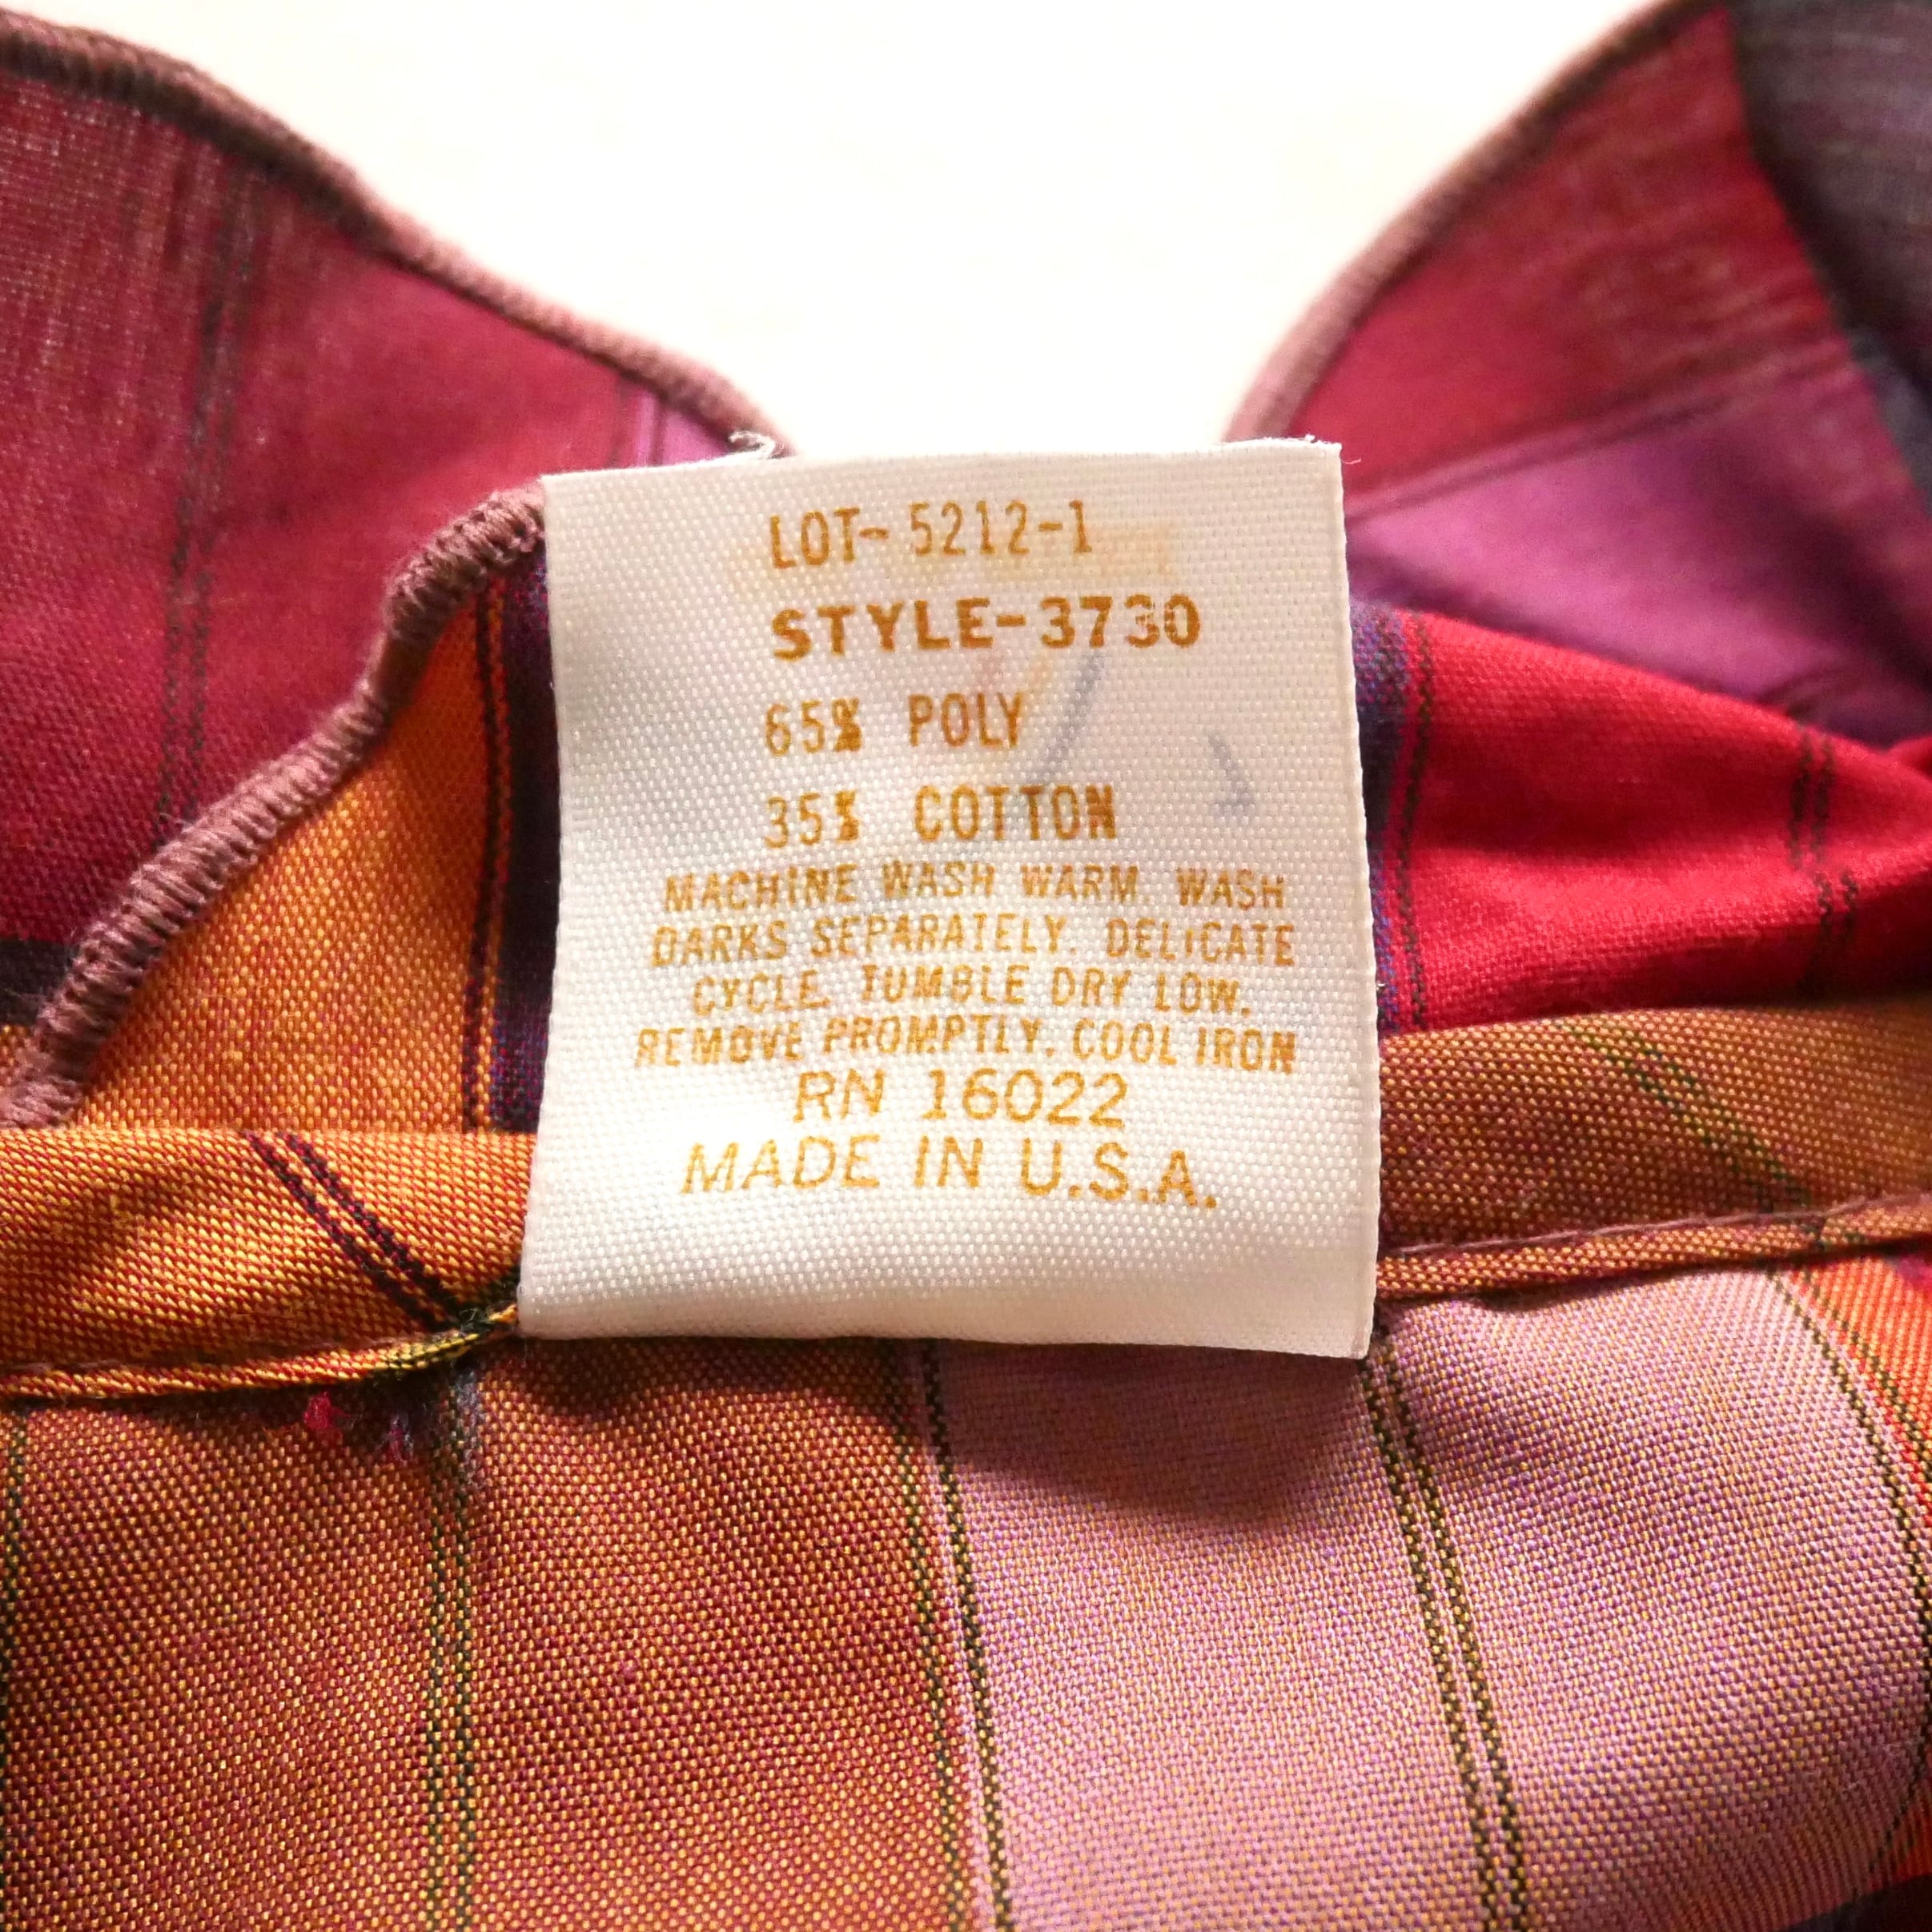 LOT- 5212-1
STYLE-3730
65% POLY
35% COTTON
MACHINE WASH WARM. WASH
DARKS SEPARATELY. DELICATE
CYCLE. TUMBLE DRY LOW.
REMOVE PROMPTLY. COOL IRON
RN 16022
MADE IN U.S.A.